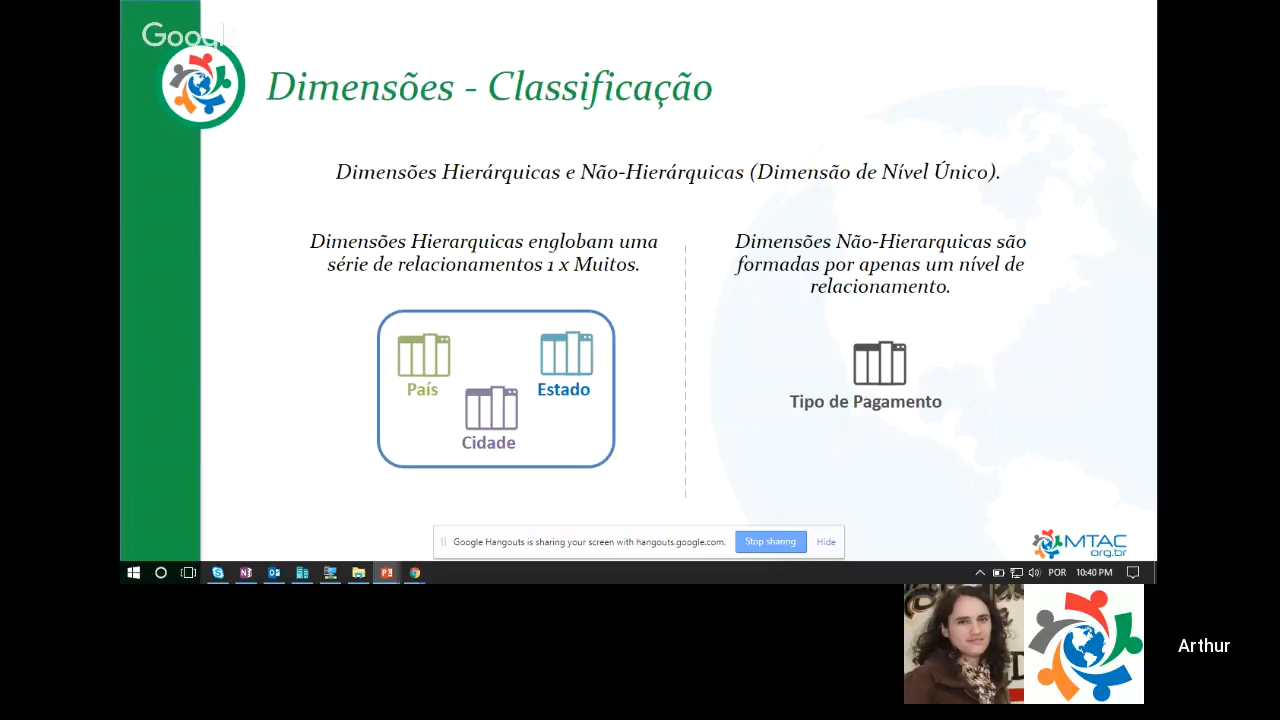 Google
Dimensões - Classificação
Dimensões Hierárquicas e Não-Hierárquicas (Dimensão de Nível Único).
Dimensões Hierarquicas englobam uma
série de relacionamentos 1 x Muitos.
País
Estado
Cidade
Dimensões Não-Hierarquicas são
formadas por apenas um nível de
relacionamento.
Tipo de Pagamento
Google Hangouts is sharing your screen with hangouts.google.com.
Stop sharing
Hide
MTAC
org.br
POR
10:40 PM
Arthur